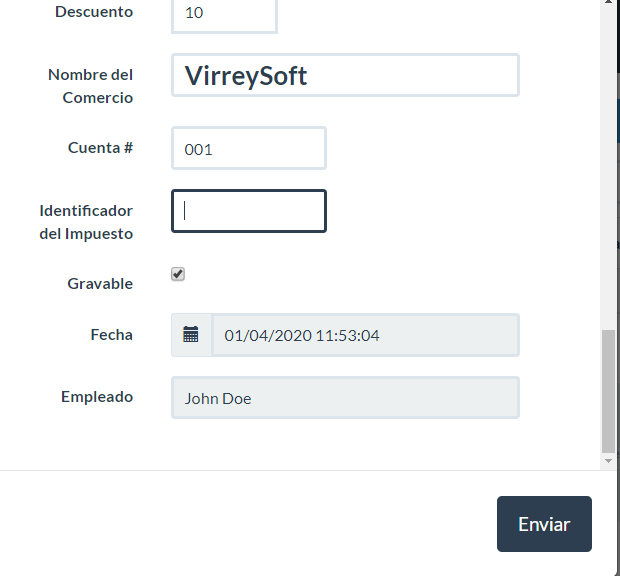 Descuento 10
Nombre del
Comercio
VirreySoft
Cuenta # 001
Identificador
del Impuesto
Gravable
Fecha 01/04/2020 11:53:04
Empleado John Doe
Enviar